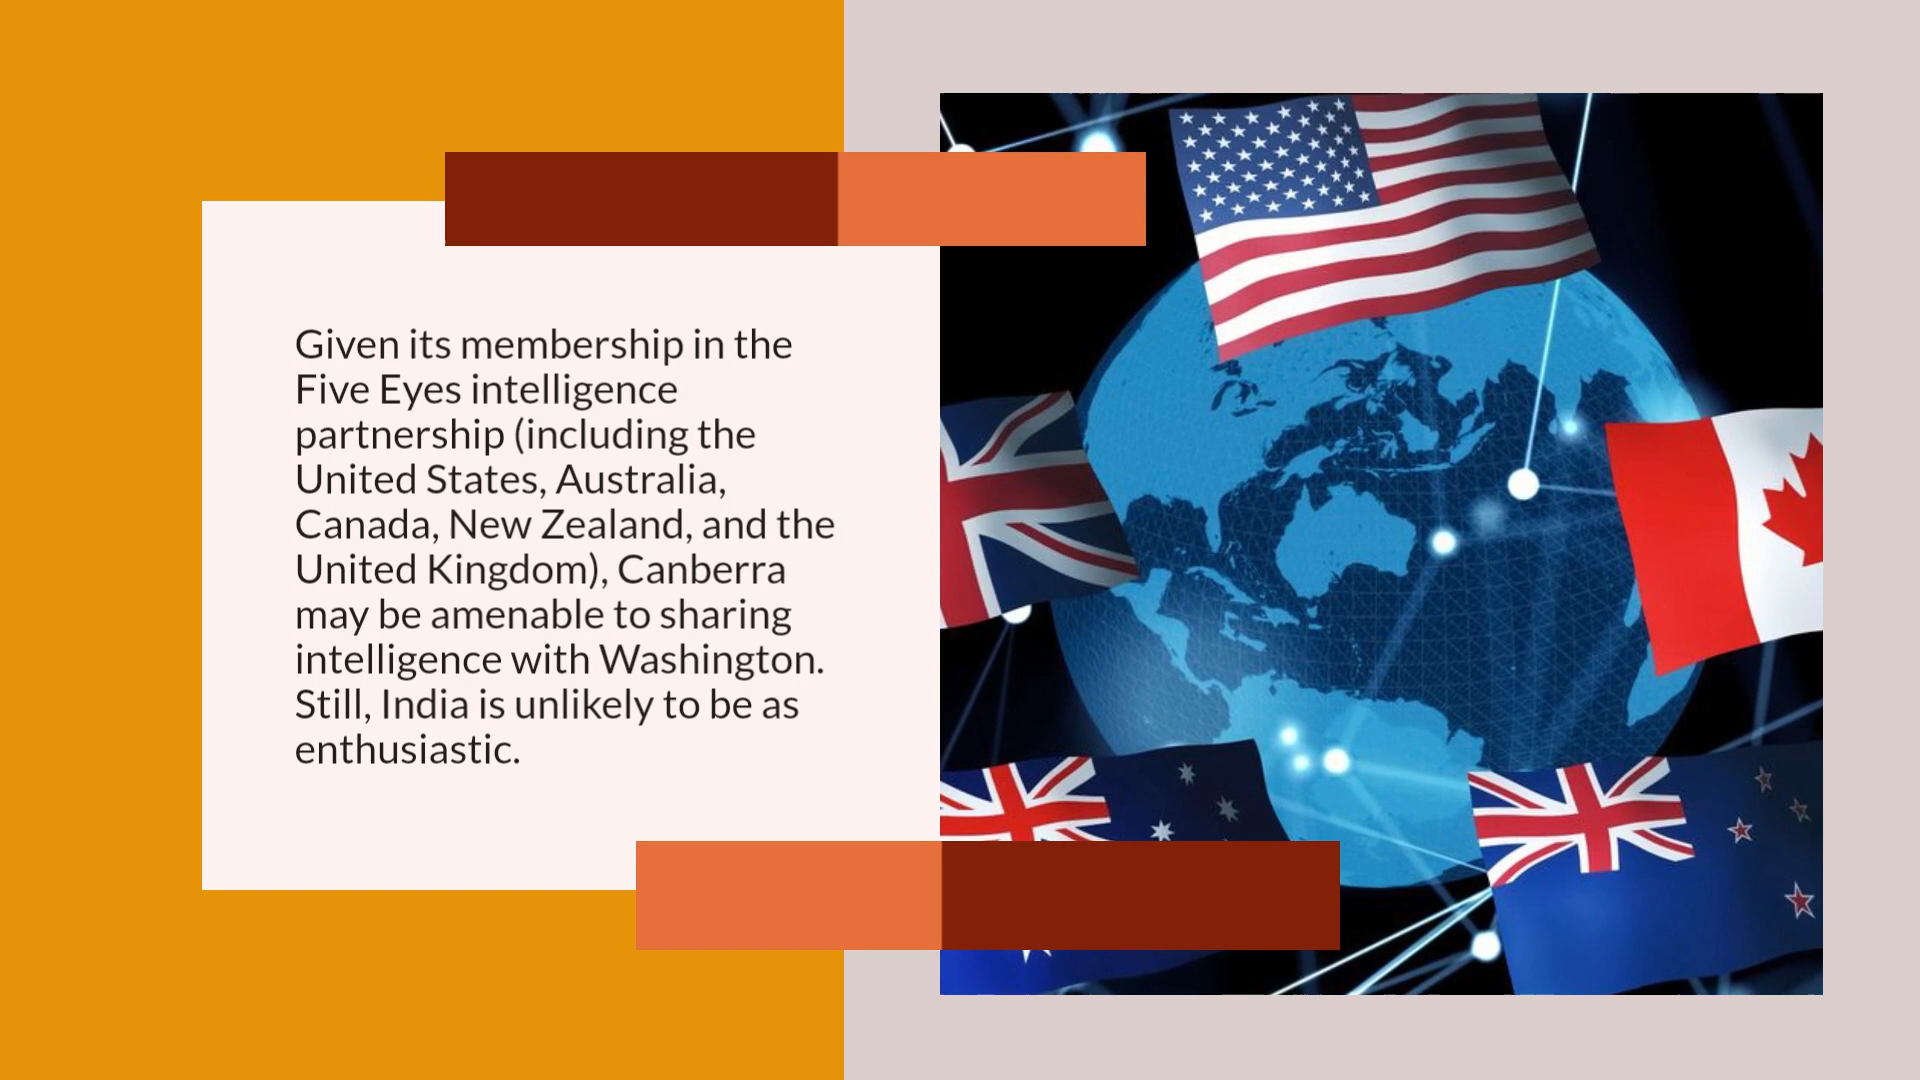 Given its membership in the
Five Eyes intelligence
partnership (including the
United States, Australia,
Canada, New Zealand, and the
United Kingdom), Canberra
may be amenable to sharing
intelligence with Washington.
Still, India is unlikely to be as
enthusiastic.